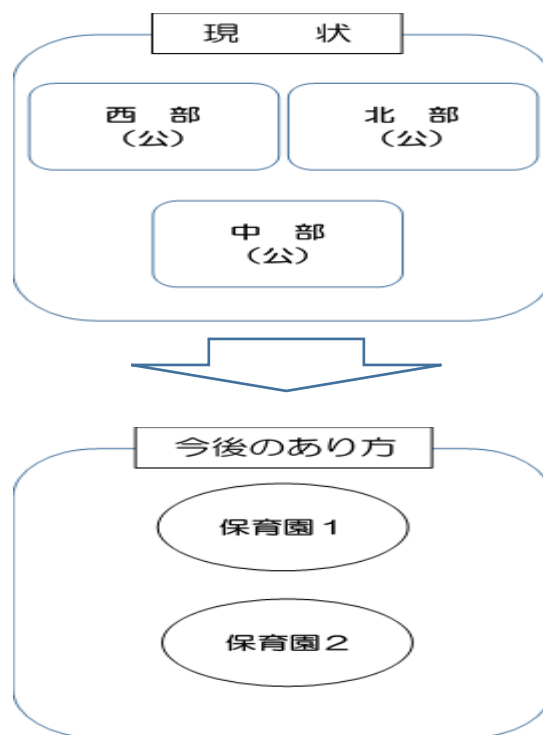 現　　状
西　部
（公）
北　部
（公）
中　部
（公）
今後のあり方
保育園１
保育園２